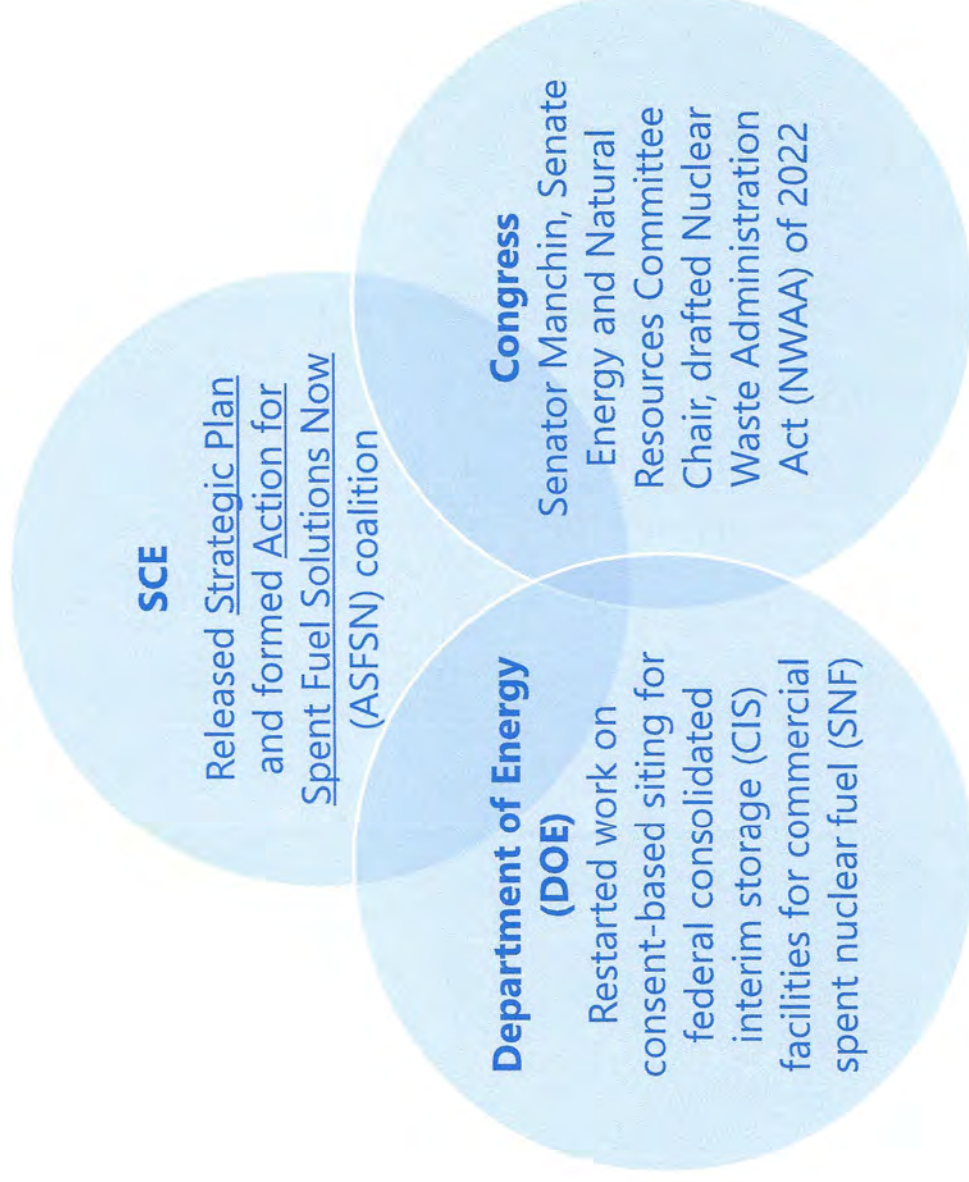 SCE
Released Strategic Plan
and formed Action for
Spent Fuel Solutions Now
(ASFSN) coalition
Department of Energy
(DOE)
Restarted work on
consent-based siting for
federal consolidated
interim storage (CIS)
facilities for commercial
spent nuclear fuel (SNF)
Congress
Senator Manchin, Senate
Energy and Natural
Resources Committee
Chair, drafted Nuclear
Waste Administration
Act (NWAA) of 2022